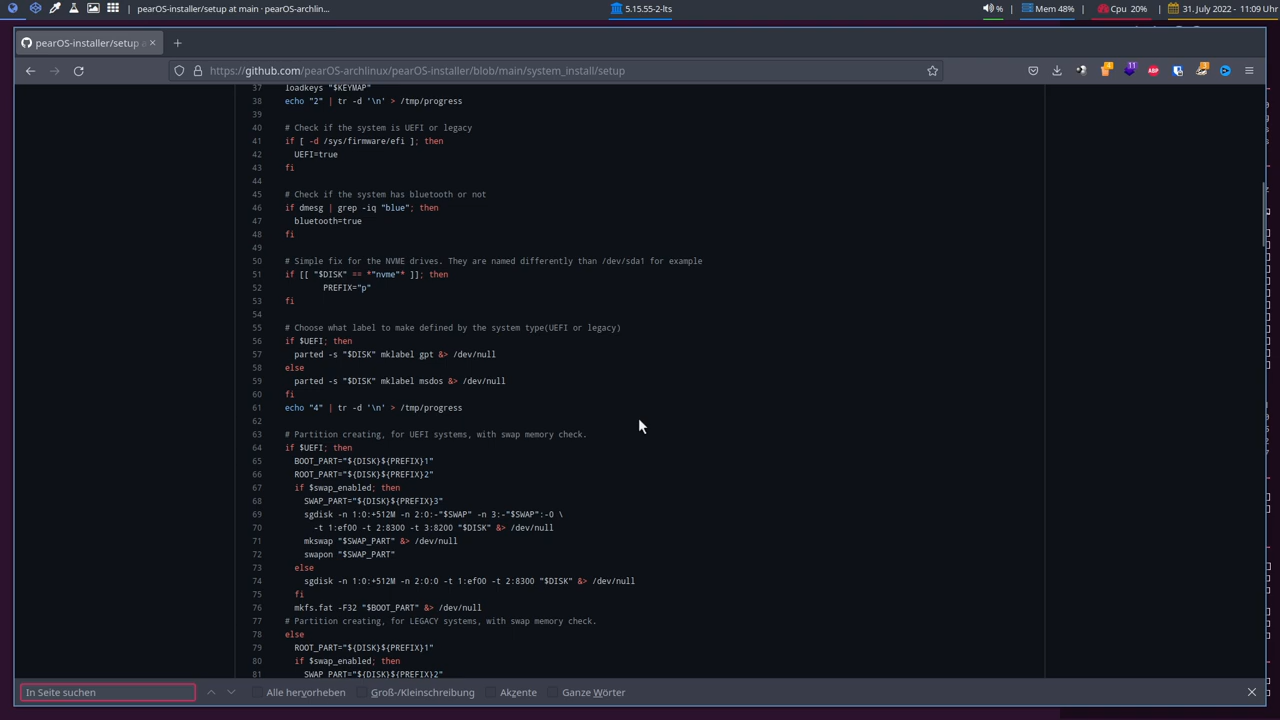 pearOS-installer/setup at main · pearos-archlin...
5.15.55-2-lts
%
Mem 48%
Cpu 20%
31. July 2022 - 11:09 Uhr
pearOS-installer/setup
https://github.com/pearOS-archlinux/pearOS-installer/blob/main/system_install/setup
37 loadkeys "$KEYMAP"
38 echo "2" | tr -d '\n' > /tmp/progress
39
40 # Check if the system is UEFI or legacy
41 if [ -d /sys/firmware/efi ]; then
42 UEFI=true
43 fi
44
45 # Check if the system has bluetooth or not
46 if dmesg | grep -iq "blue"; then
47 bluetooth=true
48 fi
49
50 # Simple fix for the NVME drives. They are named differently than /dev/sda1 for example
51 if [[ "$DISK" == *"nvme"* ]]; then
52 PREFIX="p"
53 fi
54
55 # Choose what label to make defined by the system type(UEFI or legacy)
56 if $UEFI; then
57 parted -s "$DISK" mklabel gpt &> /dev/null
58 else
59 parted -s "$DISK" mklabel msdos &> /dev/null
60 fi
61 echo "4" | tr -d '\n' > /tmp/progress
62
63 # Partition creating, for UEFI systems, with swap memory check.
64 if $UEFI; then
65 BOOT_PART="${DISK}${PREFIX}1"
66 ROOT_PART="${DISK}${PREFIX}2"
67 if $swap_enabled; then
68 SWAP_PART="${DISK}${PREFIX}3"
69 sgdisk -n 1:0:+512M -n 2:0:-"$SWAP" -n 3:-"$SWAP":-0 \
70 -t 1:ef00 -t 2:8300 -t 3:8200 "$DISK" &> /dev/null
71 mkswap "$SWAP_PART" &> /dev/null
72 swapon "$SWAP_PART"
73 else
74 sgdisk -n 1:0:+512M -n 2:0:0 -t 1:ef00 -t 2:8300 "$DISK" &> /dev/null
75 fi
76 mkfs.fat -F32 "$BOOT_PART" &> /dev/null
77 # Partition creating, for LEGACY systems, with swap memory check.
78 else
79 ROOT_PART="${DISK}${PREFIX}1"
80 if $swap_enabled; then
81 SWAP_PART="${DISK}${PREFIX}2"
In Seite suchen
Alle hervorheben
Groß-/Kleinschreibung
Akzente
Ganze Wörter